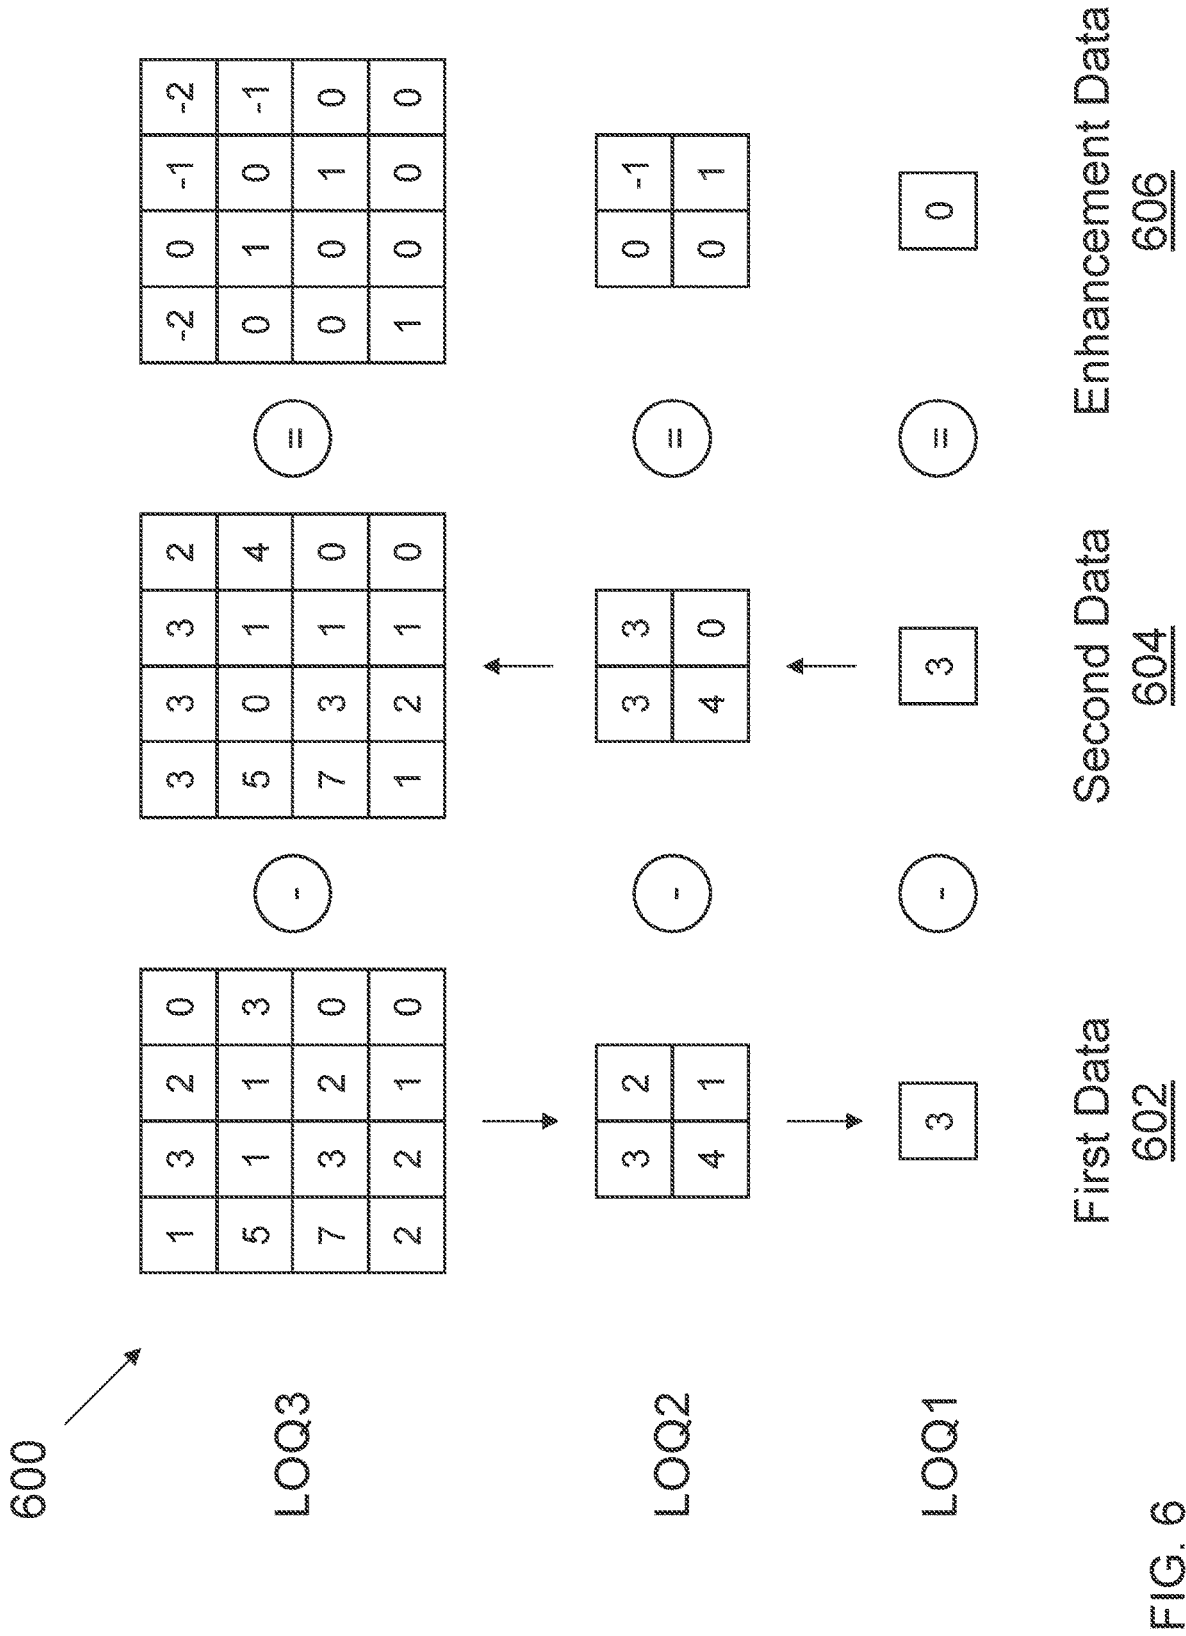 600
1 3 2 0 3 3 3 2 -2 0 -1 -2
5 1 1 3 5 0 1 4 0 1 0 -1
LOQ3 - =
7 3 2 0 7 3 1 0 0 0 1 0
2 2 1 0 1 2 1 0 1 0 0 0
3 2 3 3 0 -1
LOQ2 - =
4 1 4 0 0 1
LOQ1 3 - 3 = 0
First Data Second Data Enhancement Data
602 604 606
FIG. 6